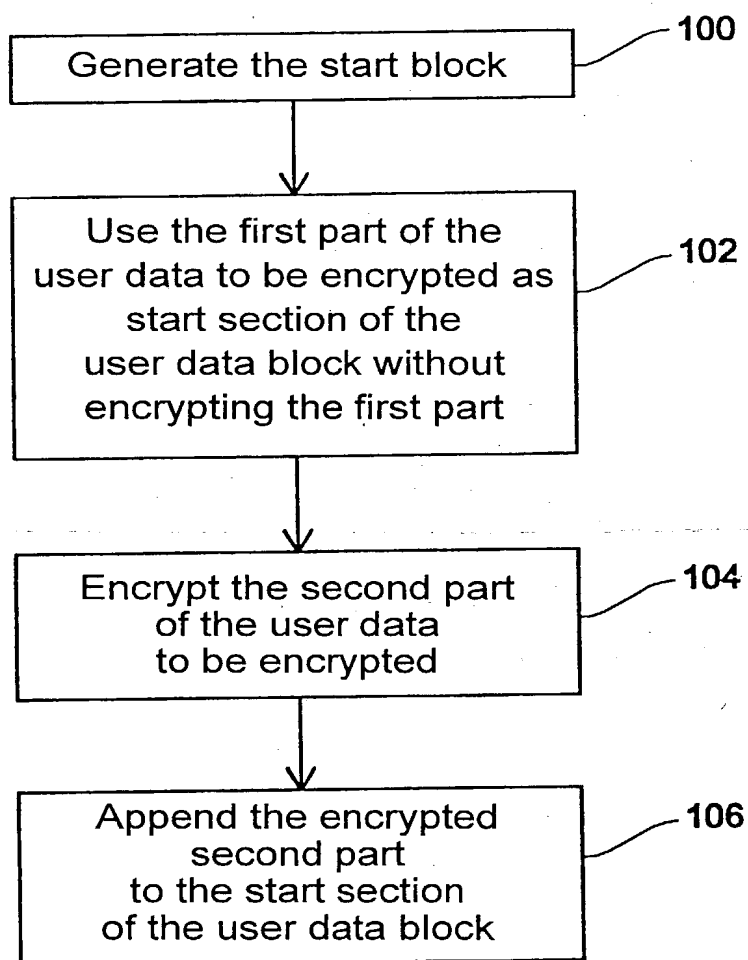 100
Generate the start block
Use the first part of the
user data to be encrypted as
start section of the
user data block without
encrypting the first part
102
Encrypt the second part
of the user data
to be encrypted
104
Append the encrypted
second part
to the start section
of the user data block
106